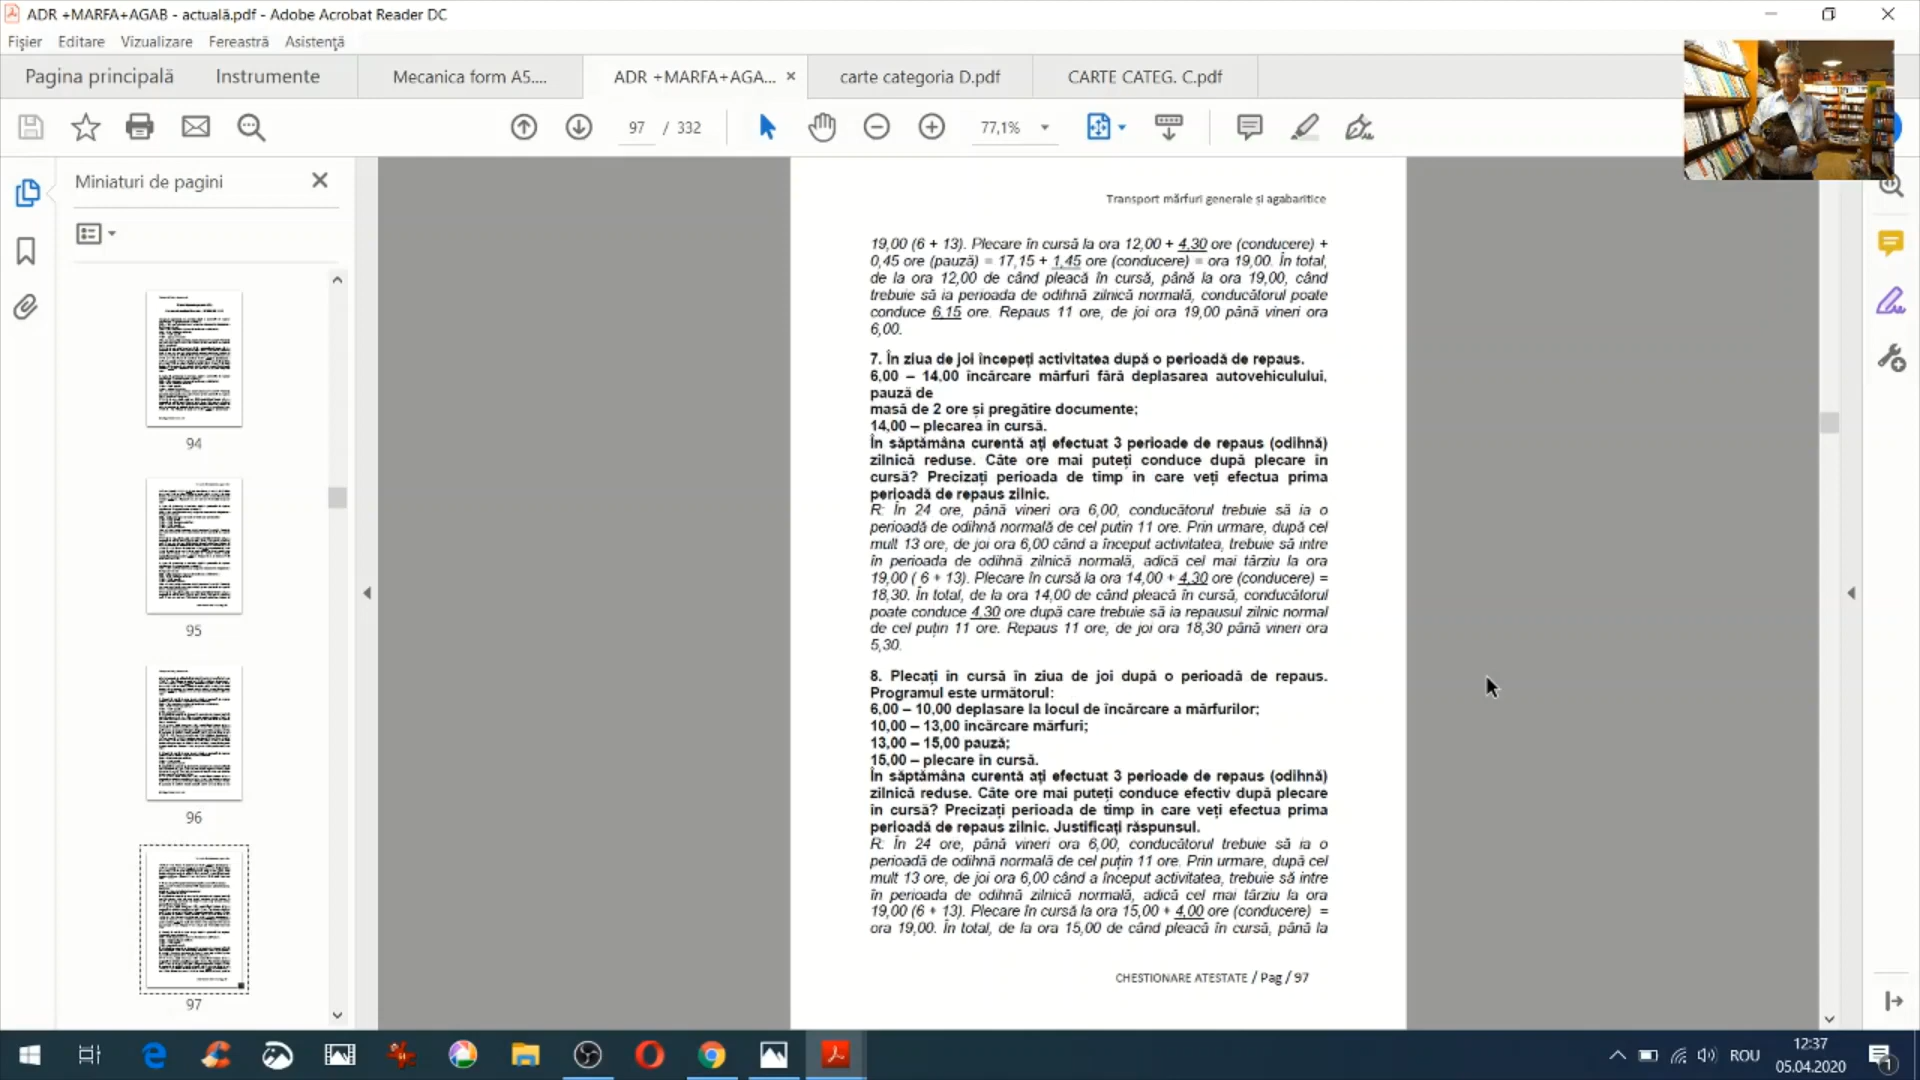 ADR +MARFA+AGAB - actuală.pdf - Adobe Acrobat Reader DC
Fișier Editare Vizualizare Fereastră Asistență
Pagina principală Instrumente Mecanica form A5.... ADR +MARFA+AGA... carte categoria D.pdf CARTE CATEG. C.pdf
97 / 332 77,1%
Miniaturi de pagini
94
95
96
97
Transport mărfuri generale și agabaritice
19,00 (6 + 13). Plecare în cursă la ora 12,00 + 4,30 ore (conducere) +
0,45 ore (pauză) = 17,15 + 1,45 ore (conducere) = ora 19,00. În total,
de la ora 12,00 de când pleacă în cursă, până la ora 19,00, când
trebuie să ia perioada de odihnă zilnică normală, conducătorul poate
conduce 6,15 ore. Repaus 11 ore, de joi ora 19,00 până vineri ora
6,00.
7. În ziua de joi începeți activitatea după o perioadă de repaus.
6,00 – 14,00 încărcare mărfuri fără deplasarea autovehiculului,
pauză de
masă de 2 ore și pregătire documente;
14,00 – plecarea în cursă.
În săptămâna curentă ați efectuat 3 perioade de repaus (odihnă)
zilnică reduse. Câte ore mai puteți conduce după plecare în
cursă? Precizați perioada de timp în care veți efectua prima
perioadă de repaus zilnic.
R: În 24 ore, până vineri ora 6,00, conducătorul trebuie să ia o
perioadă de odihnă normală de cel putin 11 ore. Prin urmare, după cel
mult 13 ore, de joi ora 6,00 când a început activitatea, trebuie să intre
în perioada de odihnă zilnică normală, adică cel mai târziu la ora
19,00 ( 6 + 13). Plecare în cursă la ora 14,00 + 4,30 ore (conducere) =
18,30. În total, de la ora 14,00 de când pleacă în cursă, conducătorul
poate conduce 4,30 ore după care trebuie să ia repausul zilnic normal
de cel puțin 11 ore. Repaus 11 ore, de joi ora 18,30 până vineri ora
5,30.
8. Plecați în cursă în ziua de joi după o perioadă de repaus.
Programul este următorul:
6,00 – 10,00 deplasare la locul de încărcare a mărfurilor;
10,00 – 13,00 încărcare mărfuri;
13,00 – 15,00 pauză;
15,00 – plecare în cursă.
În săptămâna curentă ați efectuat 3 perioade de repaus (odihnă)
zilnică reduse. Câte ore mai puteți conduce efectiv după plecare
în cursă? Precizați perioada de timp în care veți efectua prima
perioadă de repaus zilnic. Justificați răspunsul.
R: În 24 ore, până vineri ora 6,00, conducătorul trebuie să ia o
perioadă de odihnă normală de cel puțin 11 ore. Prin urmare, după cel
mult 13 ore, de joi ora 6,00 când a început activitatea, trebuie să intre
în perioada de odihnă zilnică normală, adică cel mai târziu la ora
19,00 (6 + 13). Plecare în cursă la ora 15,00 + 4,00 ore (conducere) =
ora 19,00. În total, de la ora 15,00 de când pleacă în cursă, până la
CHESTIONARE ATESTATE / Pag / 97
ROU
12:37
05.04.2020
1